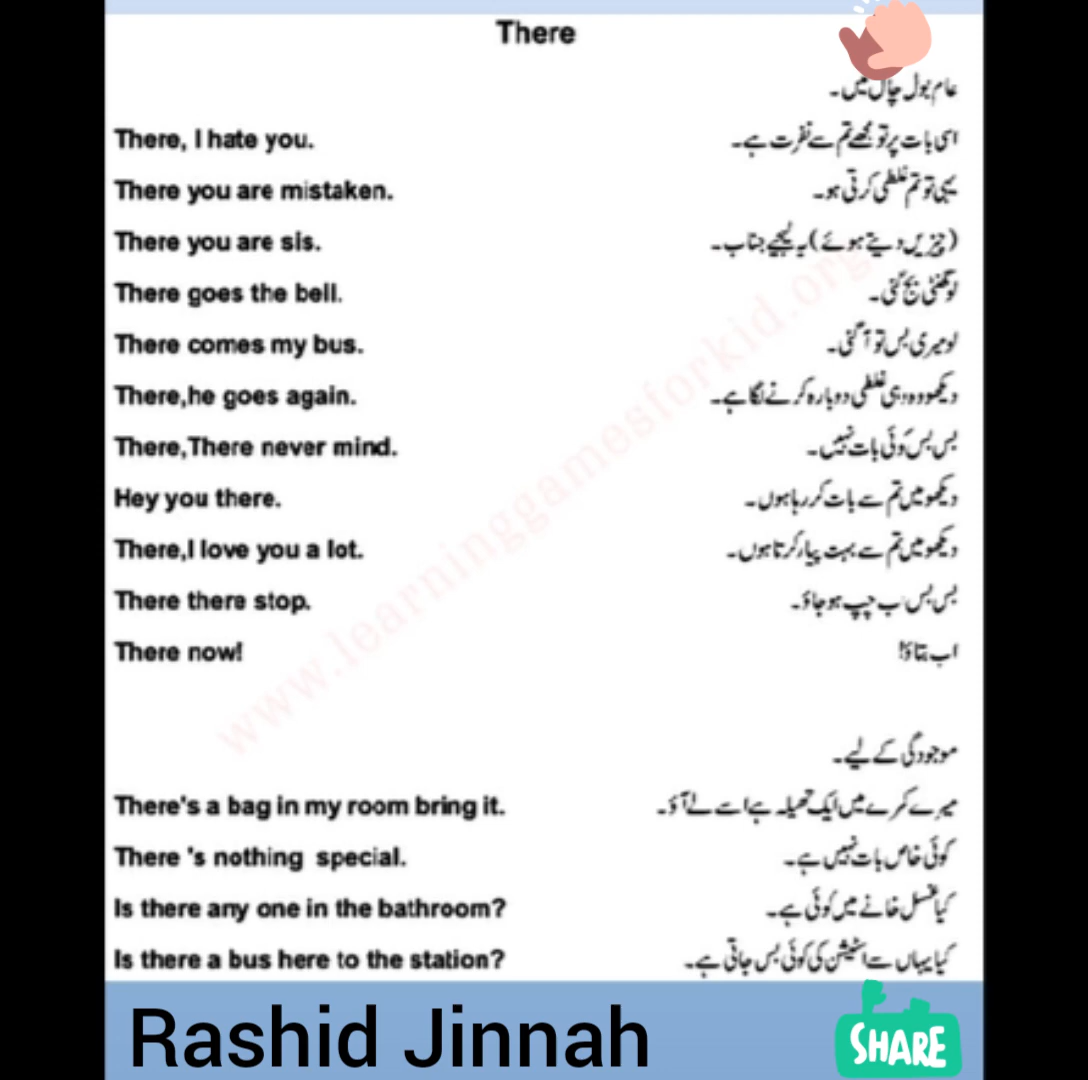 There
عام بول چال میں۔
There, I hate you. اسی بات پر تو مجھے تم سے نفرت ہے۔
There you are mistaken. یہی تو تم غلطی کرتی ہو۔
There you are sis. (چیزیں دیتے ہوئے) یہ لیجیے جناب۔
There goes the bell. لو گھنٹی بج گئی۔
There comes my bus. لو میری بس تو آ گئی۔
There,he goes again. دیکھو وہ وہی غلطی دوبارہ کرنے لگا ہے۔
There,There never mind. بس بس کوئی بات نہیں۔
Hey you there. دیکھو میں تم سے بات کر رہا ہوں۔
There,I love you a lot. دیکھو میں تم سے بہت پیار کرتا ہوں۔
There there stop. بس بس ب چپ ہو جاؤ۔
There now! اب بتاؤ!
موجودگی کے لیے۔
There's a bag in my room bring it. میرے کمرے میں ایک تھیلہ ہے اسے لے آؤ۔
There 's nothing special. کوئی خاص بات نہیں ہے۔
Is there any one in the bathroom? کیا غسل خانے میں کوئی ہے۔
Is there a bus here to the station? کیا یہاں سے اسٹیشن کی کوئی بس جاتی ہے۔
www.learninggamesforkid.org
Rashid Jinnah
SHARE